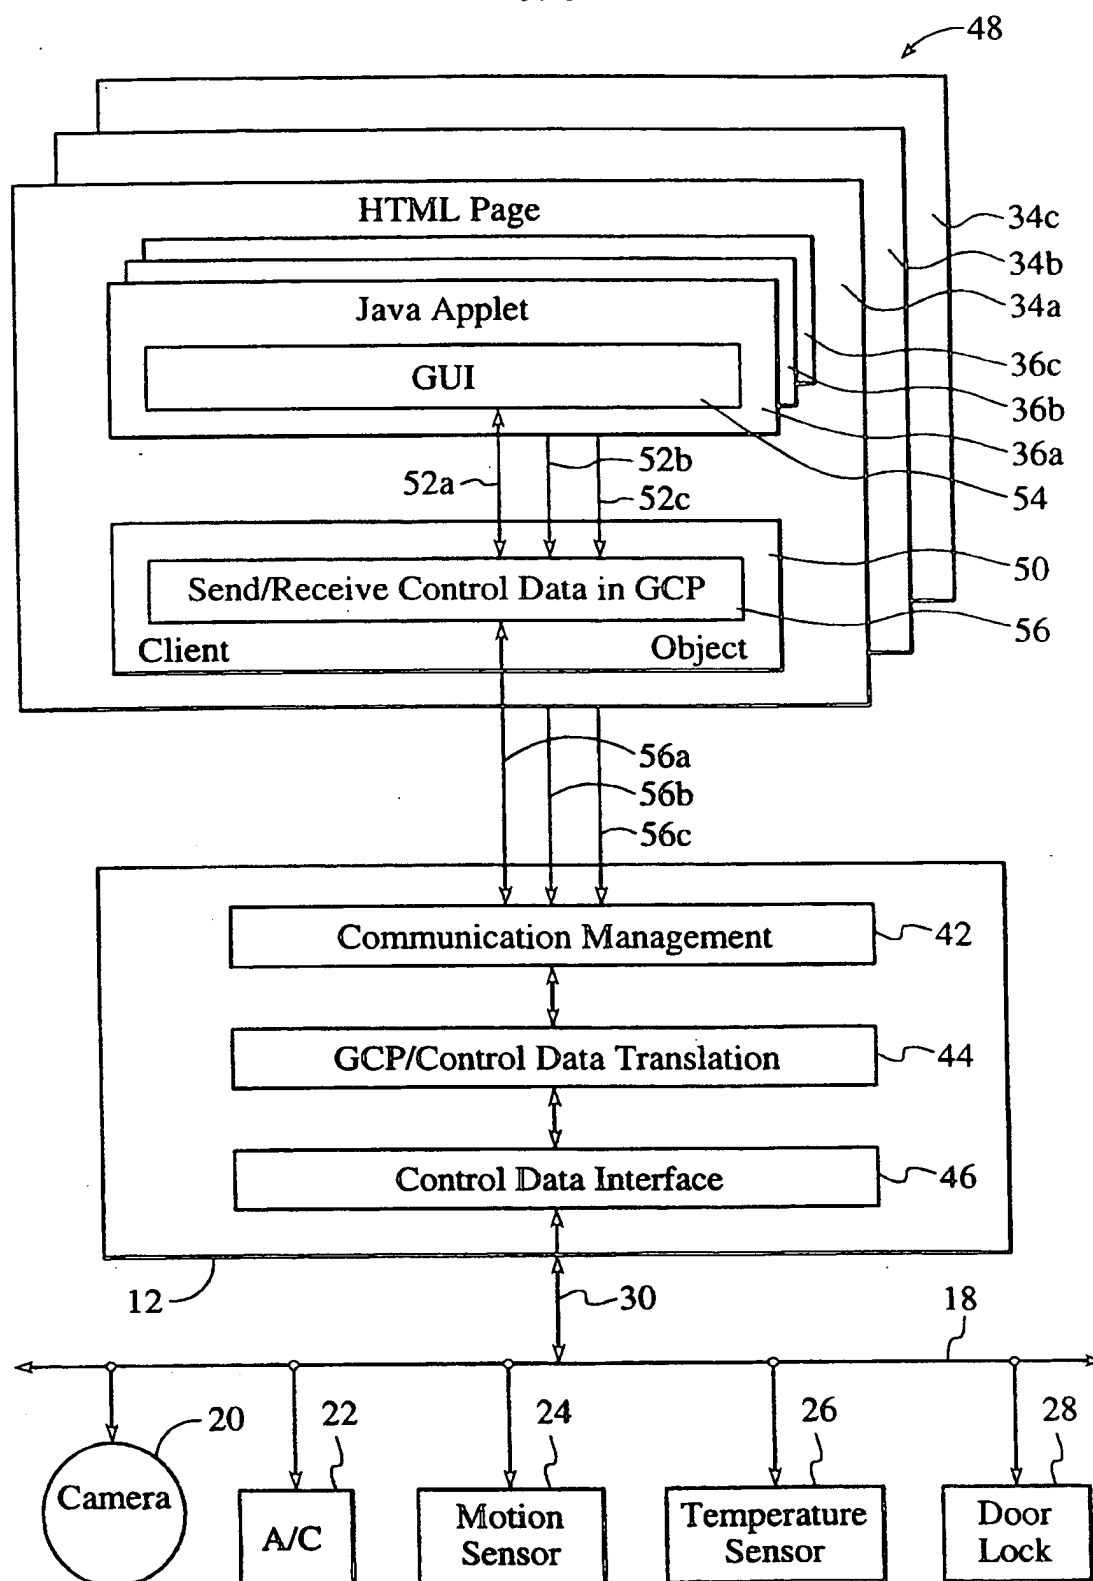 48
HTML Page
34c
34b
34a
Java Applet
36c
GUI
36b
36a
52b
52a
54
52c
50
Send/Receive Control Data in GCP
56
Client Object
56a
56b
56c
Communication Management
42
GCP/Control Data Translation
44
Control Data Interface
46
12
30
18
20
22
24
26
28
Camera
A/C
Motion
Sensor
Temperature
Sensor
Door
Lock